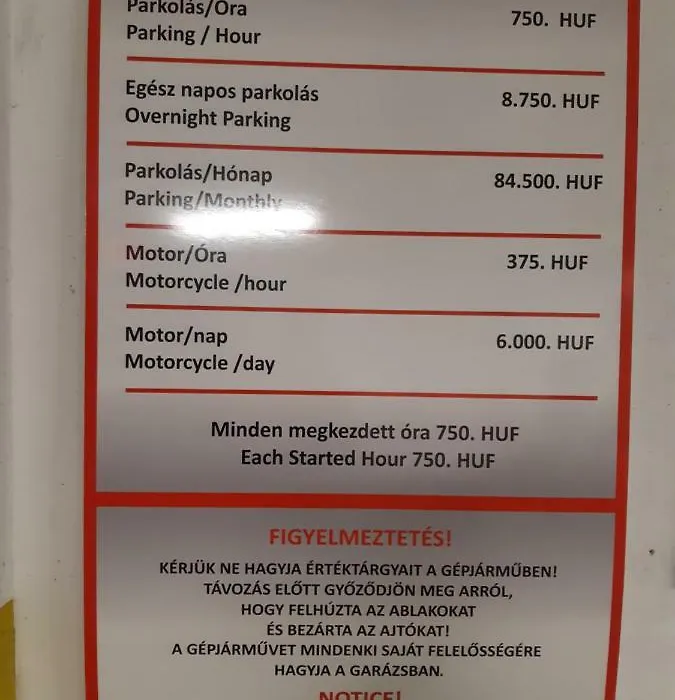 Parkolás/Óra
Parking / Hour
750. HUF
Egész napos parkolás
Overnight Parking
8.750. HUF
Parkolás/Hónap
Parking/Monthly
84.500. HUF
Motor/Óra
Motorcycle /hour
375. HUF
Motor/nap
Motorcycle /day
6.000. HUF
Minden megkezdett óra 750. HUF
Each Started Hour 750. HUF
FIGYELMEZTETÉS!
KÉRJÜK NE HAGYJA ÉRTÉKTÁRGYAIT A GÉPJÁRMŰBEN!
TÁVOZÁS ELŐTT GYŐZŐDJÖN MEG ARRÓL,
HOGY FELHÚZTA AZ ABLAKOKAT
ÉS BEZÁRTA AZ AJTÓKAT!
A GÉPJÁRMŰVET MINDENKI SAJÁT FELELŐSSÉGÉRE
HAGYJA A GARÁZSBAN.
NOTICE!